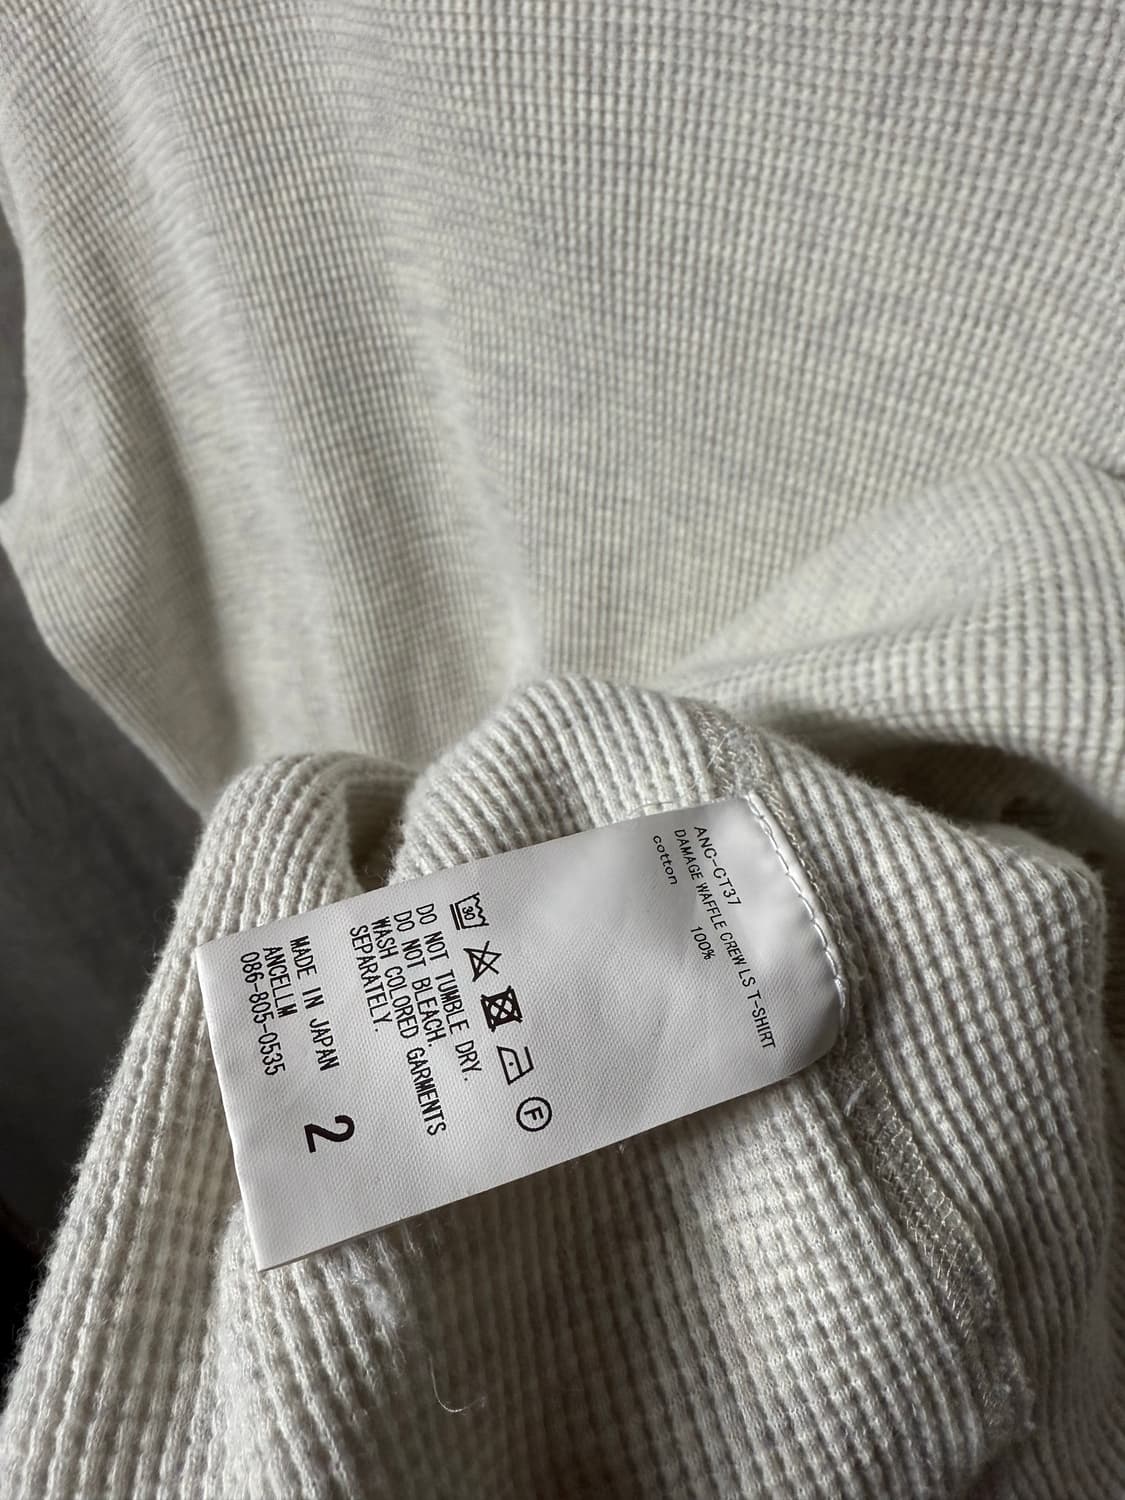 ANC-CT37
DAMAGE WAFFLE CREW LS T-SHIRT
cotton 100%
30
F
DO NOT TUMBLE DRY.
DO NOT BLEACH.
WASH COLORED GARMENTS
SEPARATELY.
MADE IN JAPAN 2
ANCELLM
086-805-0535